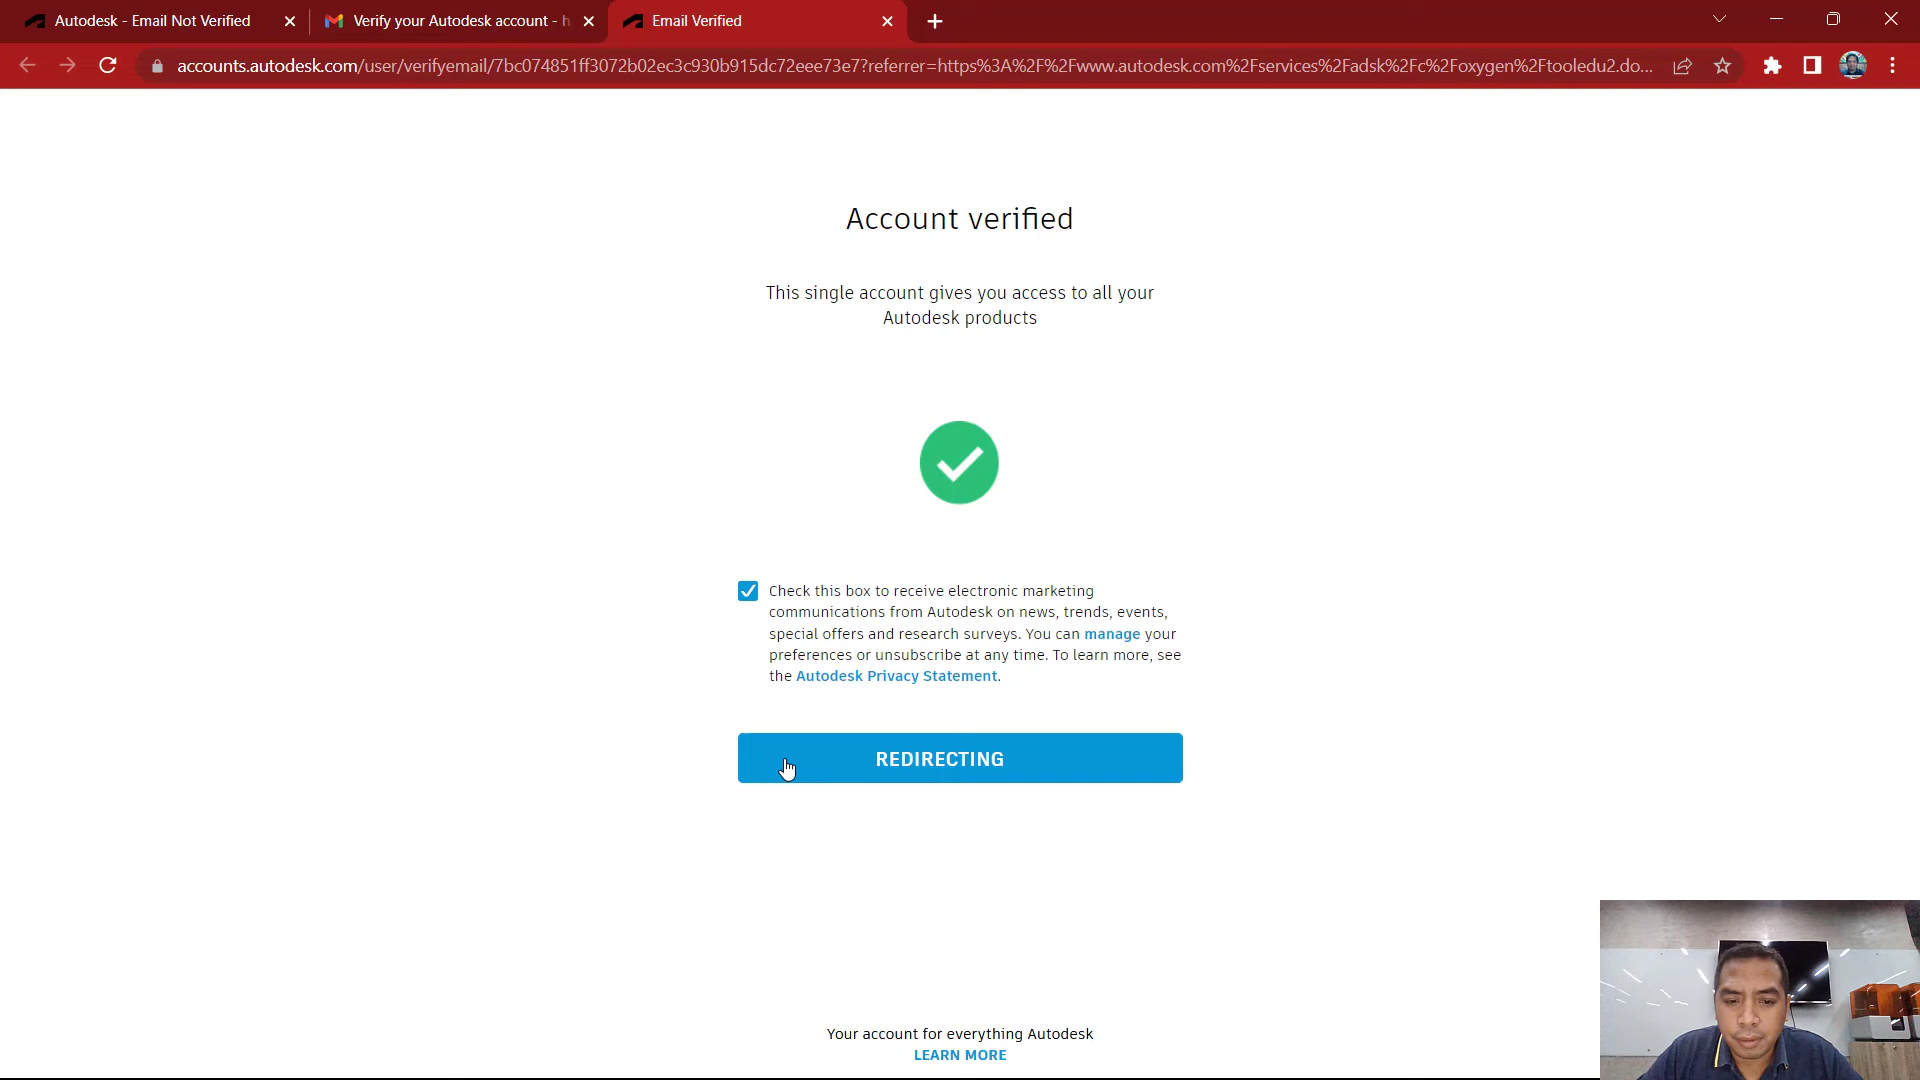 Autodesk - Email Not Verified
Verify your Autodesk account - h
Email Verified
accounts.autodesk.com/user/verifyemail/7bc074851ff3072b02ec3c930b915dc72eee73e7?referrer=https%3A%2F%2Fwww.autodesk.com%2Fservices%2Fadsk%2Fc%2Foxygen%2Ftooledu2.do...
Account verified
This single account gives you access to all your
Autodesk products
Check this box to receive electronic marketing
communications from Autodesk on news, trends, events,
special offers and research surveys. You can manage your
preferences or unsubscribe at any time. To learn more, see
the Autodesk Privacy Statement.
REDIRECTING
Your account for everything Autodesk
LEARN MORE